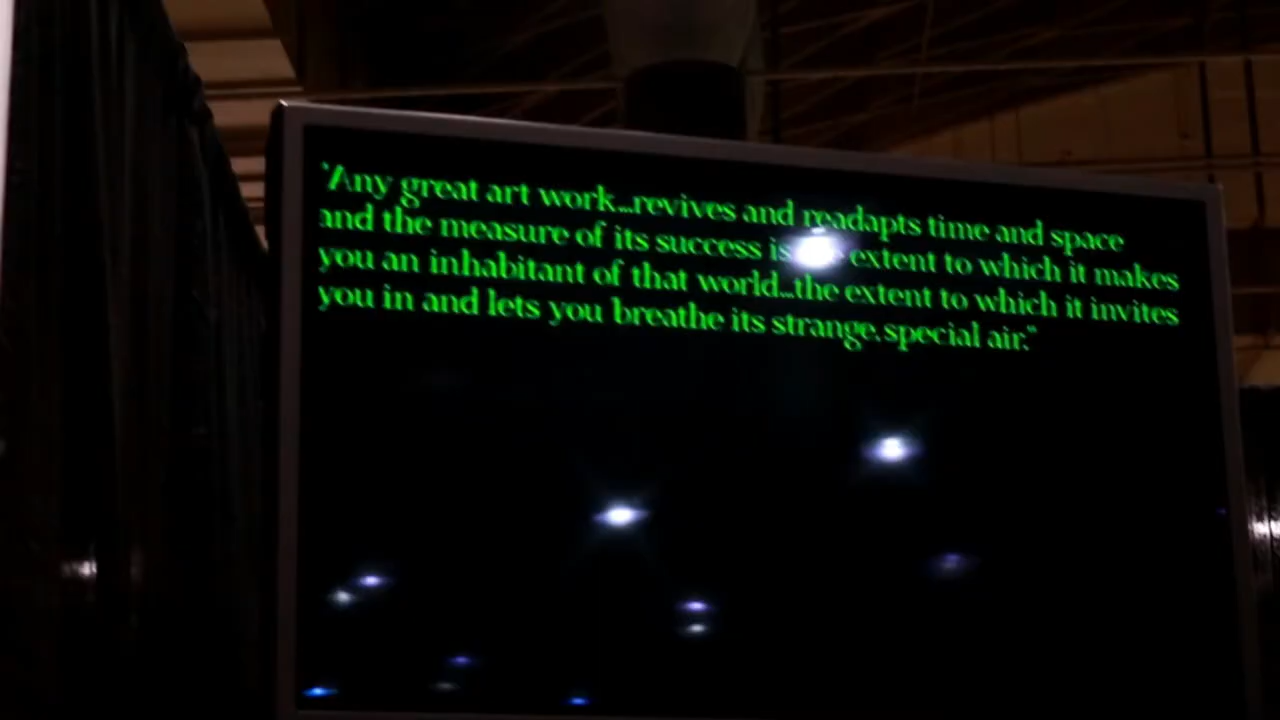 "Any great art work...revives and readapts time and space
and the measure of its success is extent to which it makes
you an inhabitant of that world...the extent to which it invites
you in and lets you breathe its strange, special air."